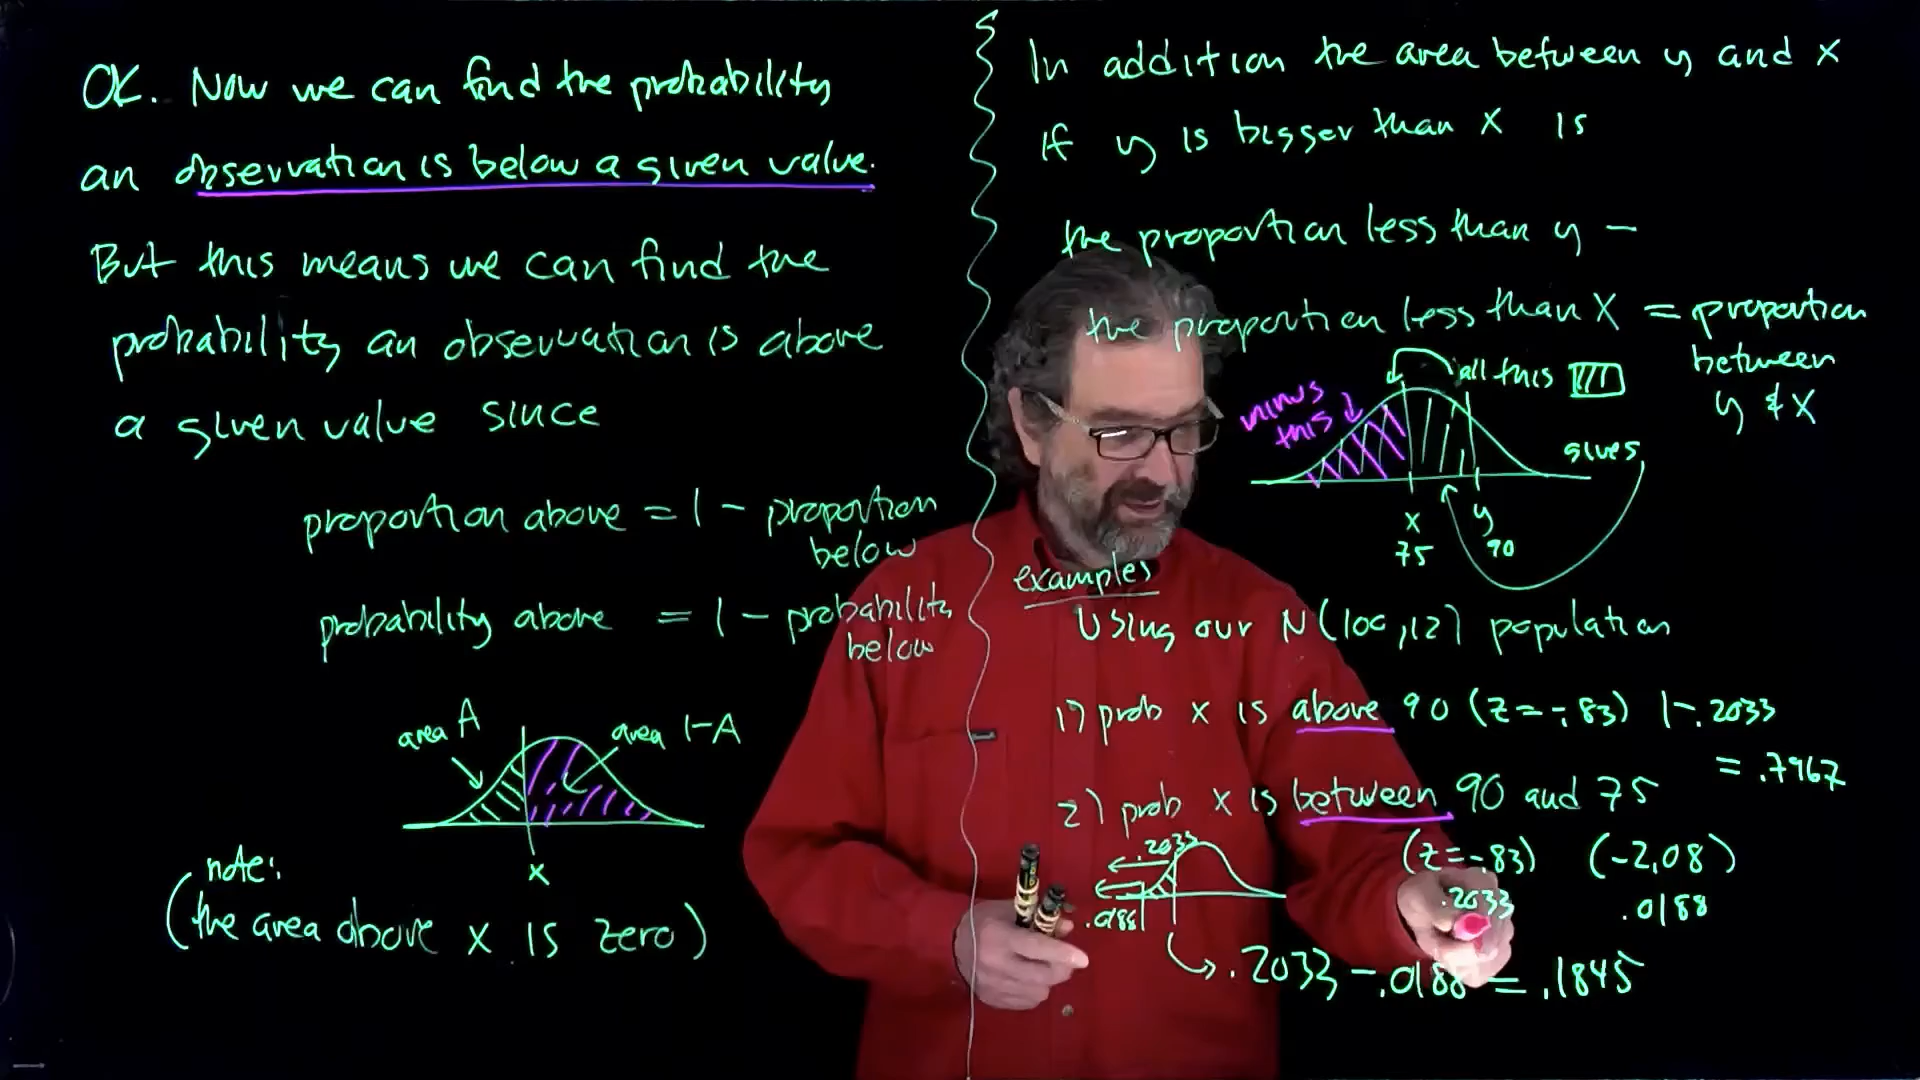 OK. Now we can find the probability
an observation is below a given value.
But this means we can find the
probability an observation is above
a given value since
proportion above = 1 - proportion
below
probability above = 1 - probability
below
area A
area 1-A
x
note:
(the area above x is zero)
In addition the area between y and x
if y is bigger than x is
the proportion less than y -
the proportion less than x = proportion
between
y & x
all this
minus
this
gives
x
y
75
90
examples
Using our N(100,12) population
1) prob x is above 90 (z=-.83) 1-.2033
= .7967
2) prob x is between 90 and 75
(z=-.83) (-2.08)
.2033
.0188
.2033
.0188
.2033 - .0188 = .1845